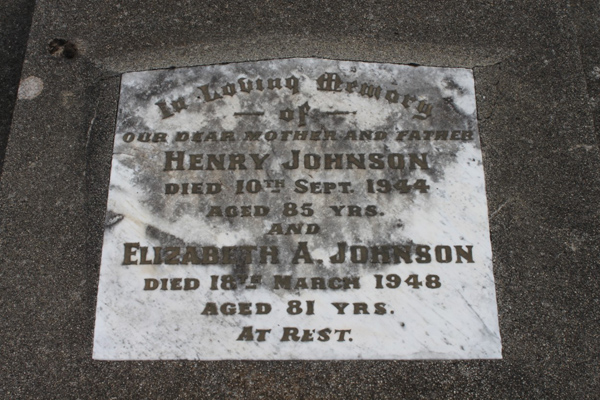 In Loving Memory
— of —
OUR DEAR MOTHER AND FATHER
HENRY JOHNSON
DIED 10TH SEPT. 1944
AGED 85 YRS.
AND
ELIZABETH A. JOHNSON
DIED 18TH MARCH 1948
AGED 81 YRS.
AT REST.